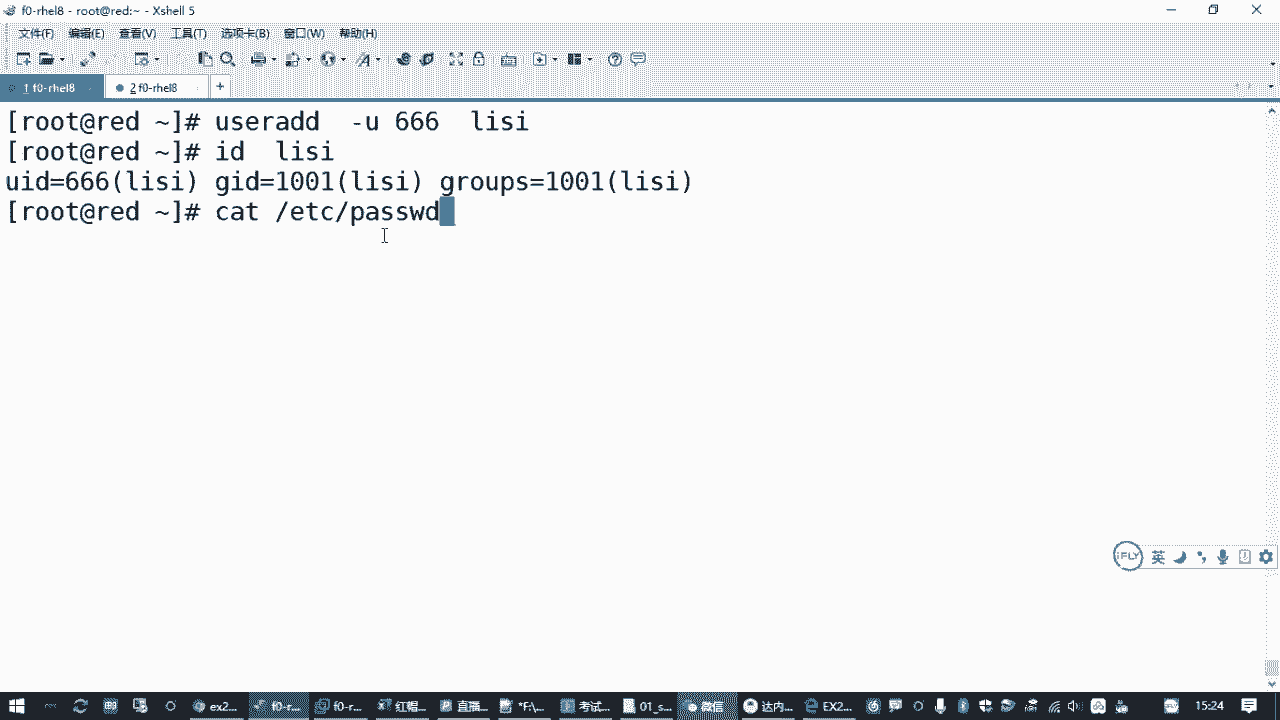 f0-rhel8 - root@red:~ - Xshell 5
文件(F) 编辑(E) 查看(V) 工具(T) 选项卡(B) 窗口(W) 帮助(H)
1 f0-rhel8 2 f0-rhel8 +
[root@red ~]# useradd  -u 666  lisi
[root@red ~]# id  lisi
uid=666(lisi) gid=1001(lisi) groups=1001(lisi)
[root@red ~]# cat /etc/passwd
iFLY 英
ex2... f0-r... f0-r... 红帽... 直播... *F:\... 考试... 01_s... 微信 达内... EX2... 15:24